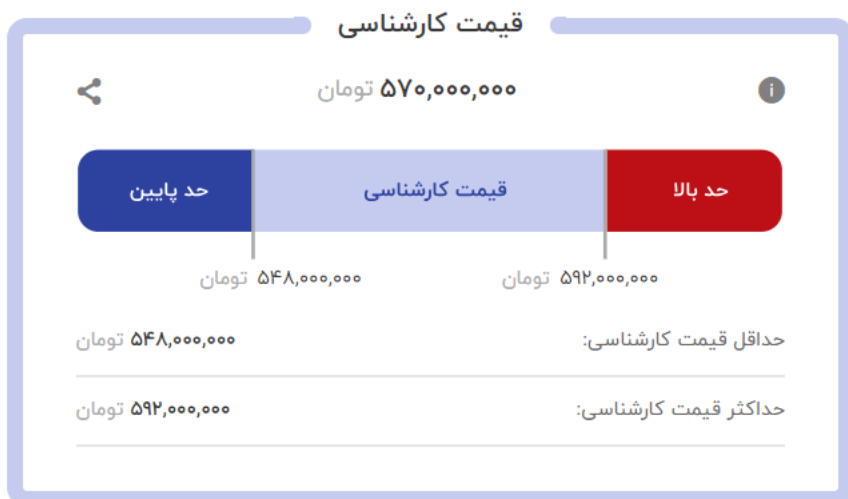 قیمت کارشناسی
۵۷۰,۰۰۰,۰۰۰ تومان
حد بالا
قیمت کارشناسی
حد پایین
۵۹۲,۰۰۰,۰۰۰ تومان
۵۴۸,۰۰۰,۰۰۰ تومان
حداقل قیمت کارشناسی: ۵۴۸,۰۰۰,۰۰۰ تومان
حداکثر قیمت کارشناسی: ۵۹۲,۰۰۰,۰۰۰ تومان